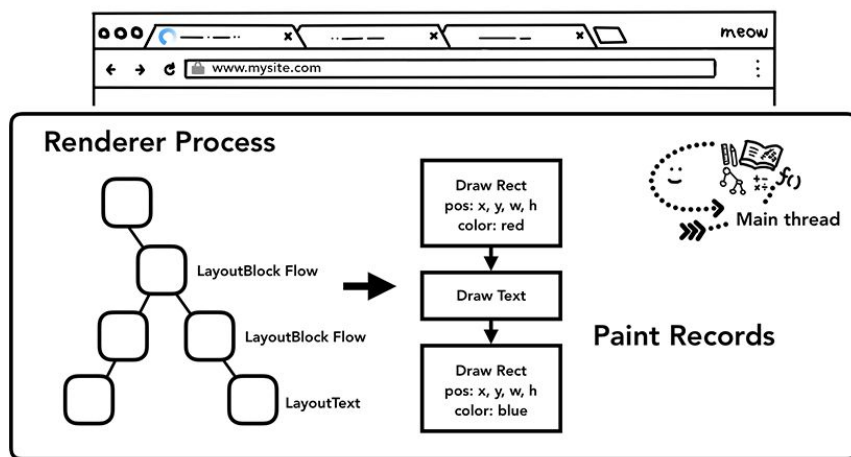 meow
www.mysite.com
Renderer Process
LayoutBlock Flow
LayoutBlock Flow
LayoutText
Draw Rect
pos: x, y, w, h
color: red
Draw Text
Draw Rect
pos: x, y, w, h
color: blue
Paint Records
+-
×÷
f()
Main thread